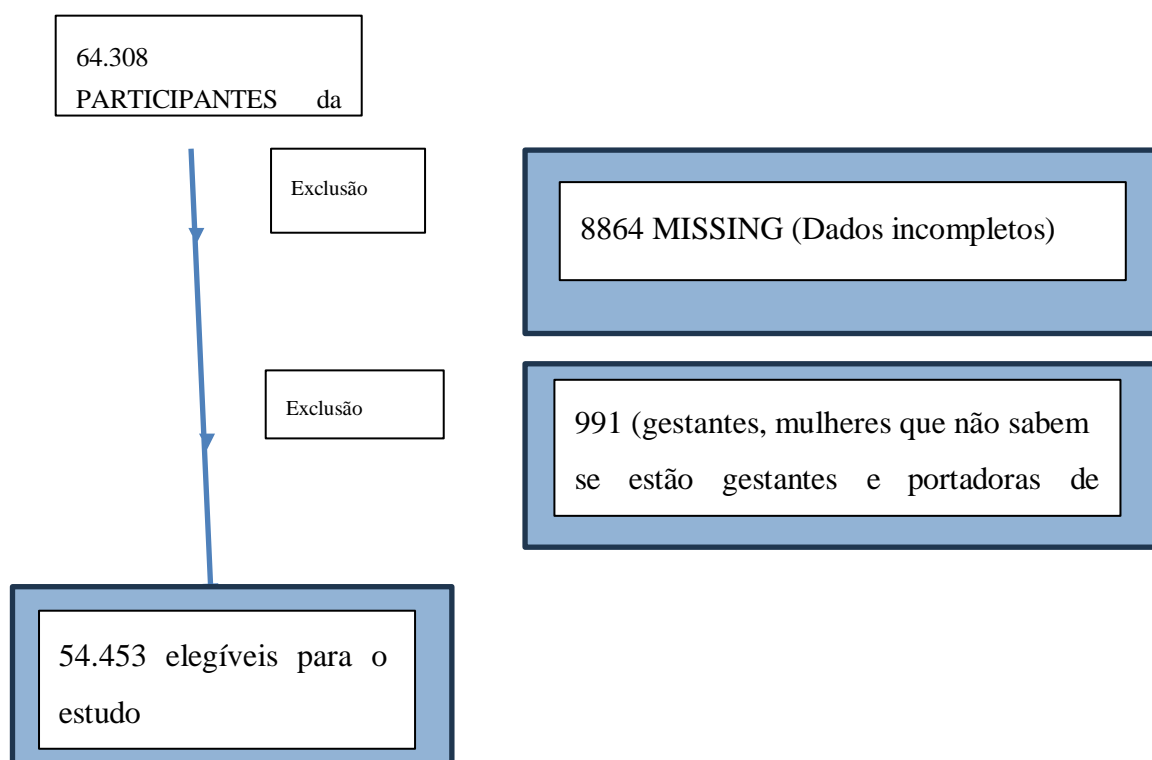 64.308
PARTICIPANTES da
Exclusão
8864 MISSING (Dados incompletos)
Exclusão
991 (gestantes, mulheres que não sabem
se estão gestantes e portadoras de
54.453 elegíveis para o
estudo